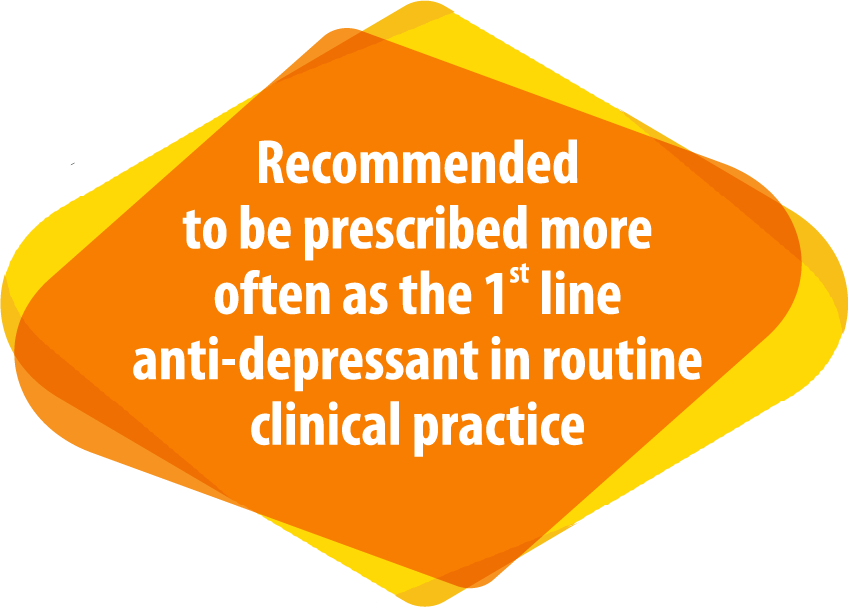 Recommended
to be prescribed more
often as the 1st line
anti-depressant in routine
clinical practice